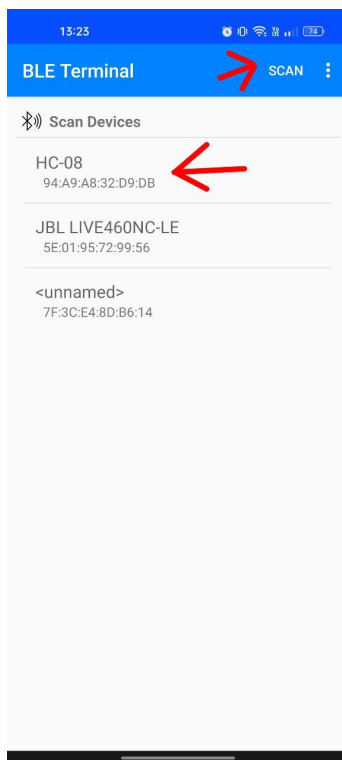 13:23
74
BLE Terminal
SCAN
Scan Devices
HC-08
94:A9:A8:32:D9:DB
JBL LIVE460NC-LE
5E:01:95:72:99:56
<unnamed>
7F:3C:E4:8D:B6:14